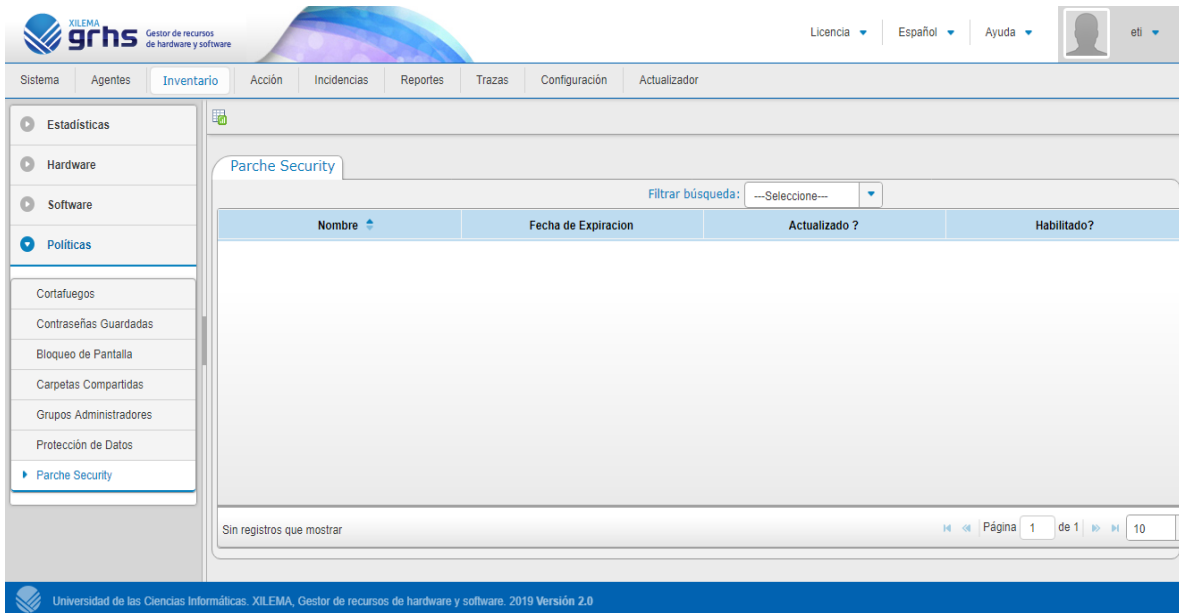 XILEMA
grhs Gestor de recursos
de hardware y software
Licencia Español Ayuda eti
Sistema Agentes Inventario Acción Incidencias Reportes Trazas Configuración Actualizador
Estadísticas
Hardware
Software
Políticas
Cortafuegos
Contraseñas Guardadas
Bloqueo de Pantalla
Carpetas Compartidas
Grupos Administradores
Protección de Datos
Parche Security
Parche Security
Filtrar búsqueda: ---Seleccione---
Nombre Fecha de Expiracion Actualizado ? Habilitado?
Sin registros que mostrar Página 1 de 1 10
Universidad de las Ciencias Informáticas. XILEMA, Gestor de recursos de hardware y software. 2019 Versión 2.0